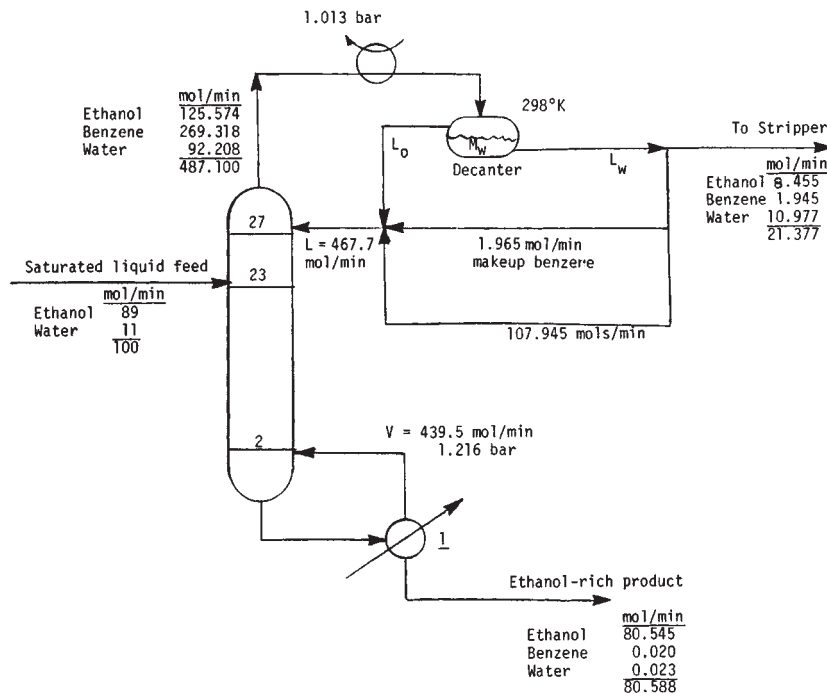 1.013 bar
mol/min
Ethanol 125.574
Benzene 269.318
Water 92.208
487.100
298°K
L₀
M_W
Decanter
L_W
To Stripper
mol/min
Ethanol 8.455
Benzene 1.945
Water 10.977
21.377
27
L = 467.7
mol/min
1.965 mol/min
makeup benzene
Saturated liquid feed
23
mol/min
Ethanol 89
Water 11
100
107.945 mols/min
2
V = 439.5 mol/min
1.216 bar
1
Ethanol-rich product
mol/min
Ethanol 80.545
Benzene 0.020
Water 0.023
80.588